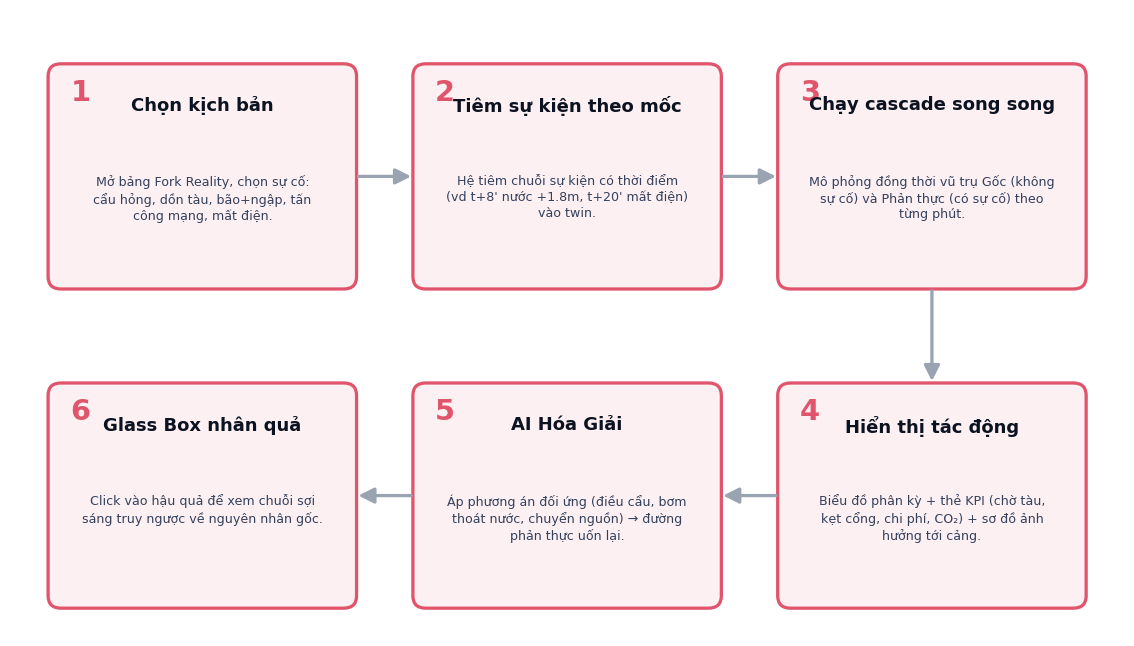 1
Chọn kịch bản
Mở bảng Fork Reality, chọn sự cố:
cẩu hỏng, dồn tàu, bão+ngập, tấn
công mạng, mất điện.
2
Tiêm sự kiện theo mốc
Hệ tiêm chuỗi sự kiện có thời điểm
(vd t+8' nước +1.8m, t+20' mất điện)
vào twin.
3
Chạy cascade song song
Mô phỏng đồng thời vũ trụ Gốc (không
sự cố) và Phản thực (có sự cố) theo
từng phút.
4
Hiển thị tác động
Biểu đồ phân kỳ + thẻ KPI (chờ tàu,
kẹt cổng, chi phí, CO₂) + sơ đồ ảnh
hưởng tới cảng.
5
AI Hóa Giải
Áp phương án đối ứng (điều cẩu, bơm
thoát nước, chuyển nguồn) → đường
phản thực uốn lại.
6
Glass Box nhân quả
Click vào hậu quả để xem chuỗi sợi
sáng truy ngược về nguyên nhân gốc.